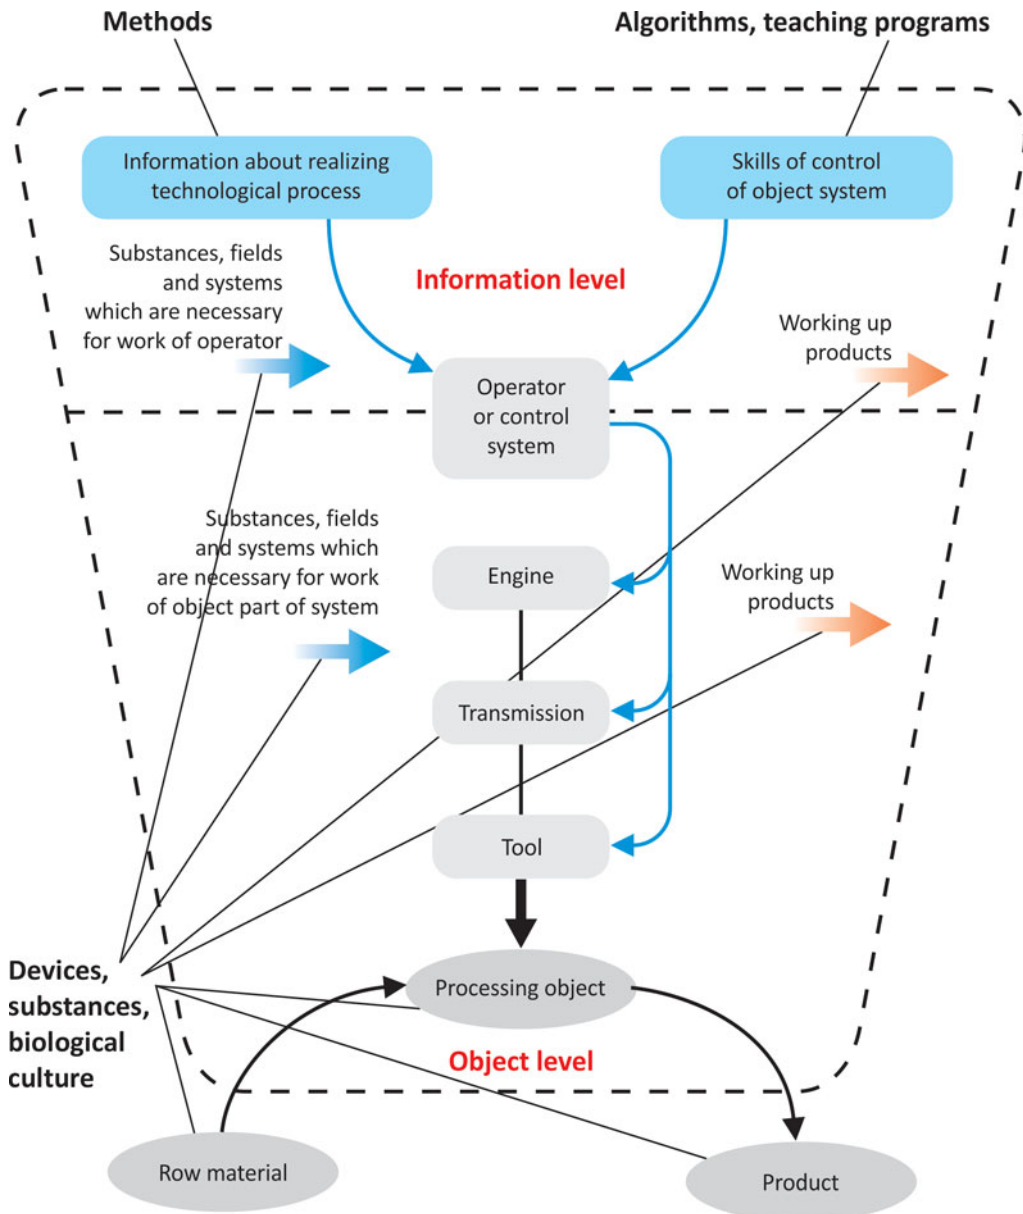 Methods
Algorithms, teaching programs
Information about realizing
technological process
Skills of control
of object system
Substances, fields
and systems
which are necessary
for work of operator
Information level
Working up
products
Operator
or control
system
Substances, fields
and systems which
are necessary for work
of object part of system
Engine
Working up
products
Transmission
Tool
Devices,
substances,
biological
culture
Processing object
Object level
Row material
Product